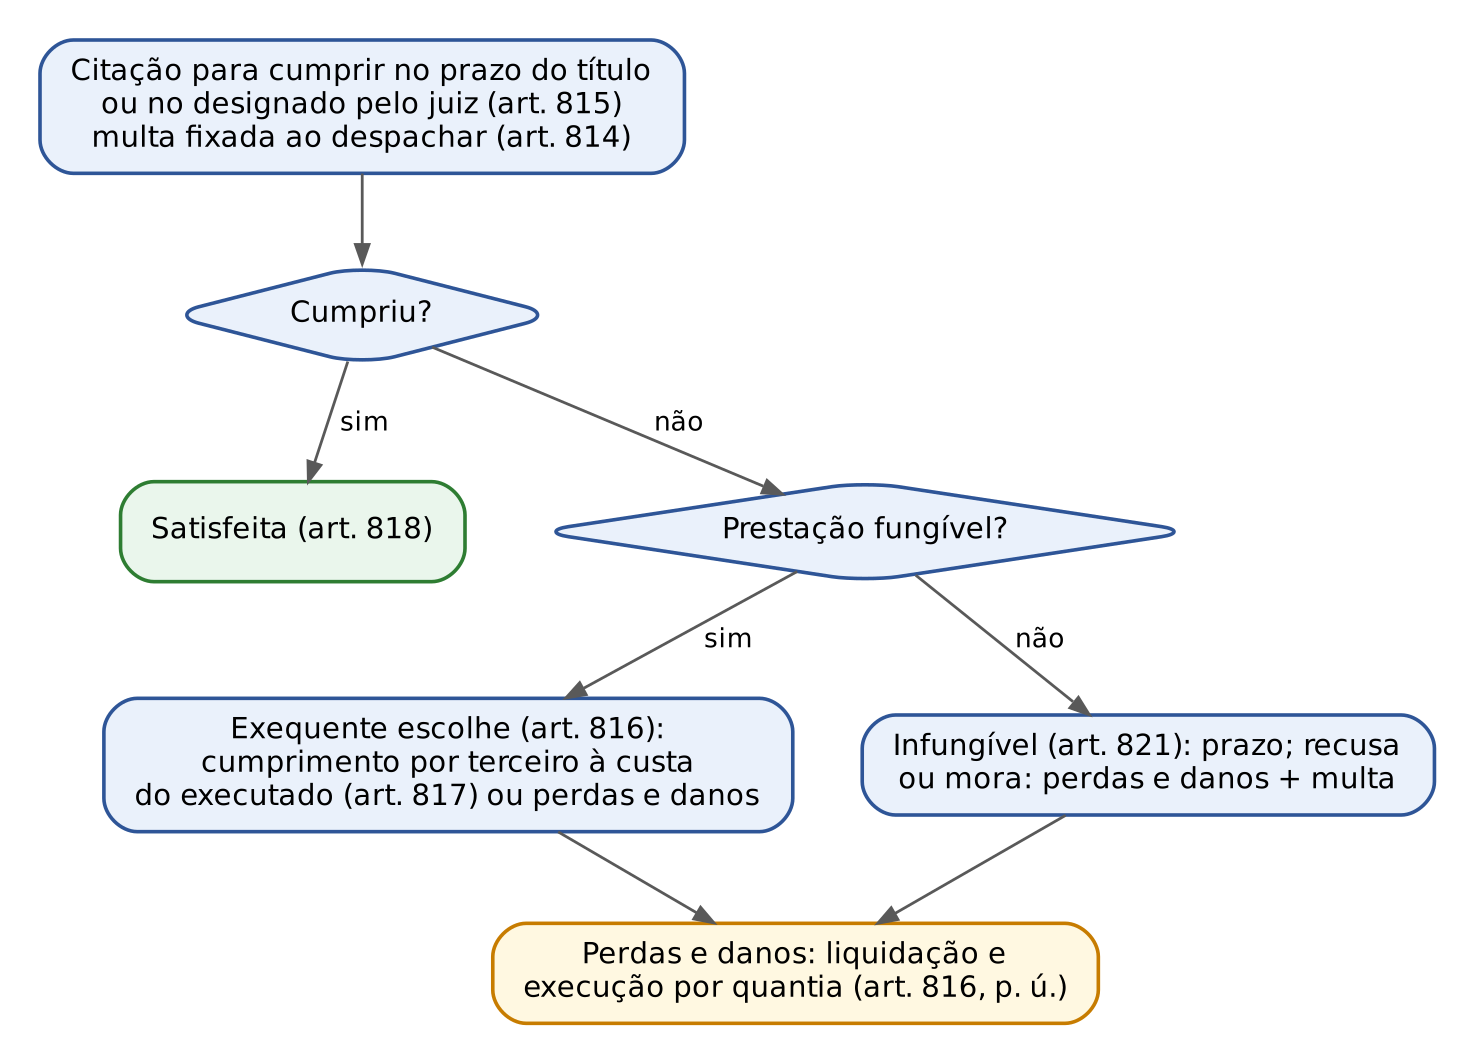 Citação para cumprir no prazo do título
ou no designado pelo juiz (art. 815)
multa fixada ao despachar (art. 814)
Cumpriu?
sim
não
Satisfeita (art. 818)
Prestação fungível?
sim
não
Exequente escolhe (art. 816):
cumprimento por terceiro à custa
do executado (art. 817) ou perdas e danos
Infungível (art. 821): prazo; recusa
ou mora: perdas e danos + multa
Perdas e danos: liquidação e
execução por quantia (art. 816, p. ú.)